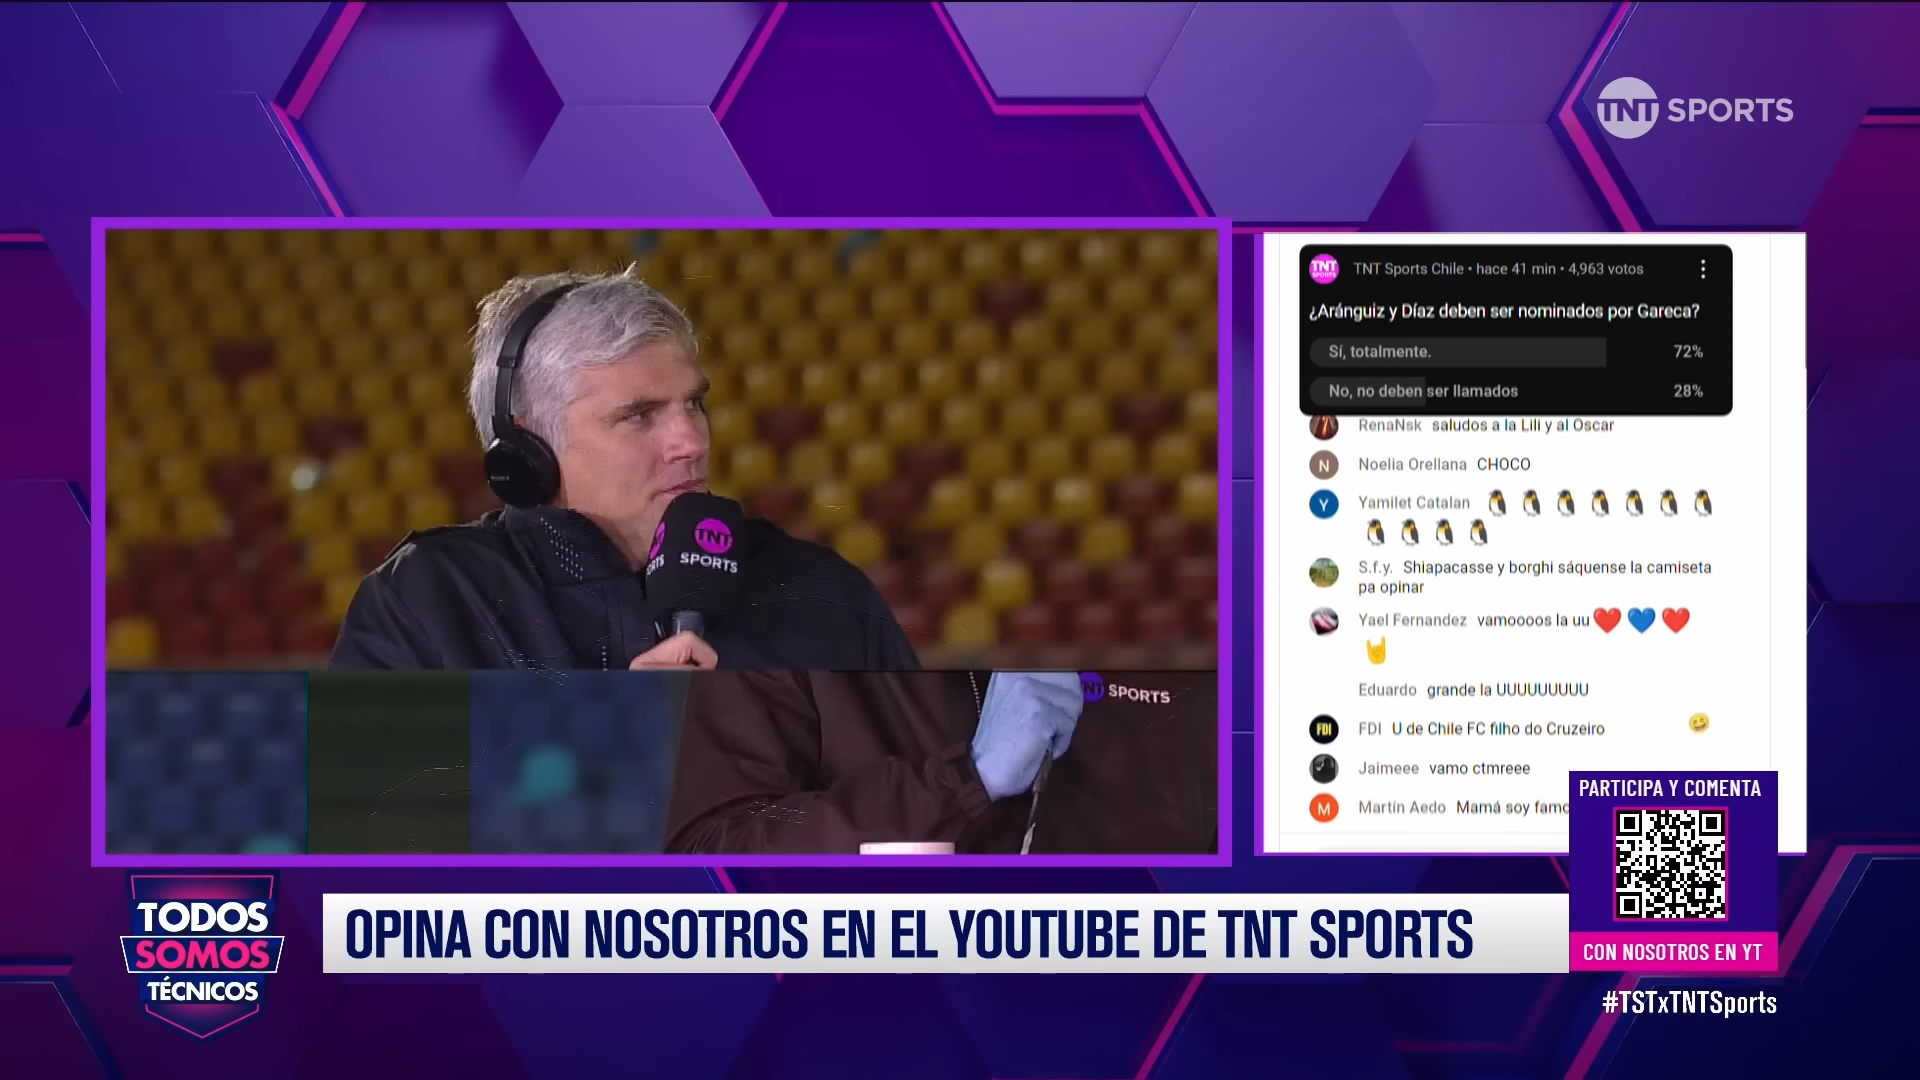 TNT SPORTS
TNT SPORTS
TNT Sports Chile • hace 41 min • 4,963 votos
¿Aránguiz y Díaz deben ser nominados por Gareca?
Sí, totalmente. 72%
No, no deben ser llamados 28%
RenaNsk saludos a la Lili y al Oscar
N Noelia Orellana CHOCO
Y Yamilet Catalan 🐧🐧🐧🐧🐧🐧🐧
🐧🐧🐧🐧
S.f.y. Shiapacasse y borghi sáquense la camiseta
pa opinar
Yael Fernandez vamoooos la uu❤️💙❤️
🤘
Eduardo grande la UUUUUUUUU
FDI FDI U de Chile FC filho do Cruzeiro 😄
Jaimeee vamo ctmreee
M Martín Aedo Mamá soy famo
TNT
SPORTS
TNT SPORTS
PARTICIPA Y COMENTA
CON NOSOTROS EN YT
#TSTxTNTSports
TODOS
SOMOS
TÉCNICOS
OPINA CON NOSOTROS EN EL YOUTUBE DE TNT SPORTS